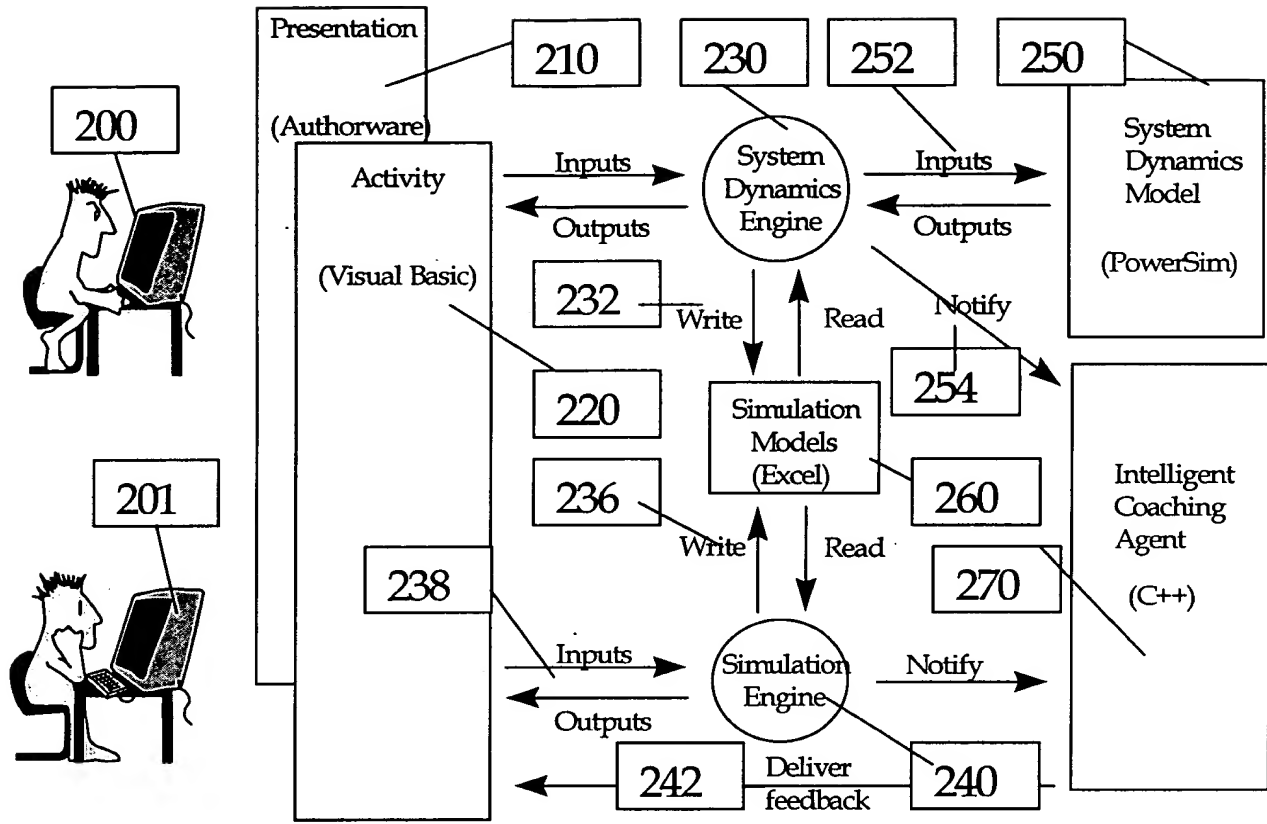 Presentation
(Authorware)
210
230
252
250
200
Activity
(Visual Basic)
Inputs
Outputs
System
Dynamics
Engine
Inputs
Outputs
System
Dynamics
Model
(PowerSim)
232
Write
Read
Notify
254
220
Simulation
Models
(Excel)
260
236
Write
Read
201
238
270
Intelligent
Coaching
Agent
(C++)
Inputs
Outputs
Simulation
Engine
Notify
242
Deliver
feedback
240